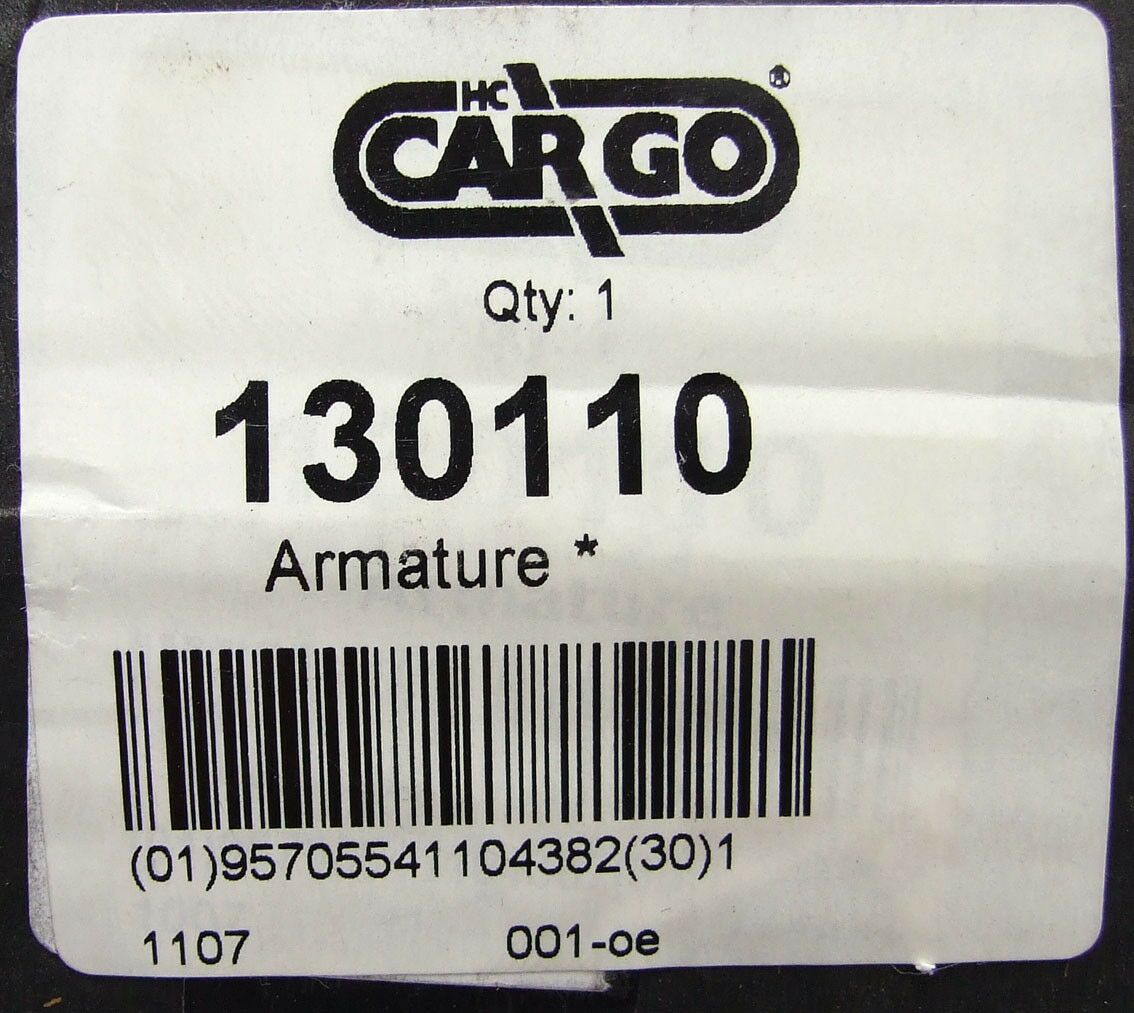 HC
CARGO®
Qty: 1
130110
Armature *
(01)95705541104382(30)1
1107 001-oe